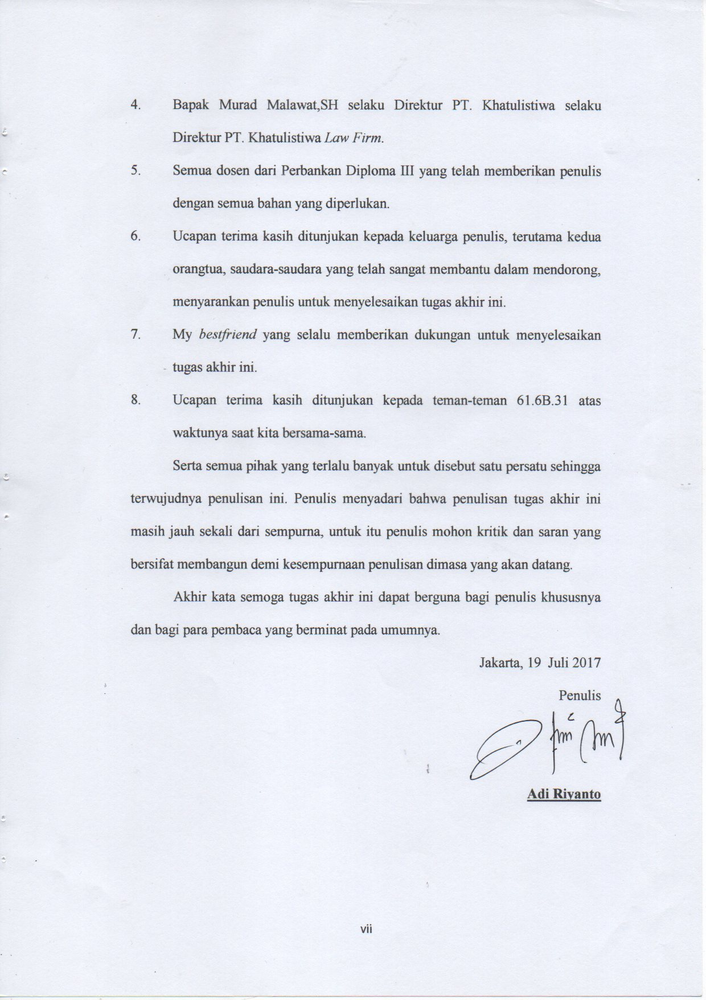 4. Bapak Murad Malawat,SH selaku Direktur PT. Khatulistiwa selaku
Direktur PT. Khatulistiwa Law Firm.
5. Semua dosen dari Perbankan Diploma III yang telah memberikan penulis
dengan semua bahan yang diperlukan.
6. Ucapan terima kasih ditunjukan kepada keluarga penulis, terutama kedua
orangtua, saudara-saudara yang telah sangat membantu dalam mendorong,
menyarankan penulis untuk menyelesaikan tugas akhir ini.
7. My bestfriend yang selalu memberikan dukungan untuk menyelesaikan
tugas akhir ini.
8. Ucapan terima kasih ditunjukan kepada teman-teman 61.6B.31 atas
waktunya saat kita bersama-sama.
Serta semua pihak yang terlalu banyak untuk disebut satu persatu sehingga
terwujudnya penulisan ini. Penulis menyadari bahwa penulisan tugas akhir ini
masih jauh sekali dari sempurna, untuk itu penulis mohon kritik dan saran yang
bersifat membangun demi kesempurnaan penulisan dimasa yang akan datang.
Akhir kata semoga tugas akhir ini dapat berguna bagi penulis khususnya
dan bagi para pembaca yang berminat pada umumnya.
Jakarta, 19 Juli 2017
Penulis
Adi Riyanto
vii